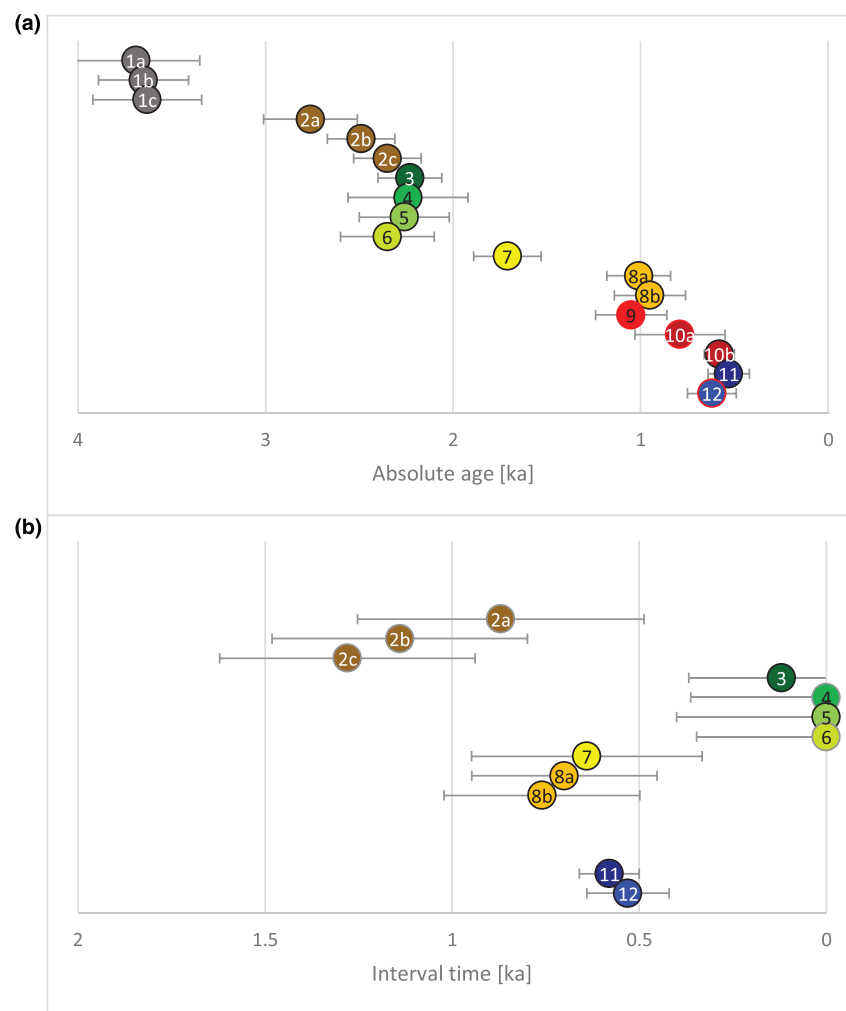 (a)
1a
1b
1c
2a
2b
2c
3
4
5
6
7
8a
8b
9
10a
10b
11
12
4 3 2 1 0
Absolute age [ka]
(b)
2a
2b
2c
3
4
5
6
7
8a
8b
11
12
2 1.5 1 0.5 0
Interval time [ka]